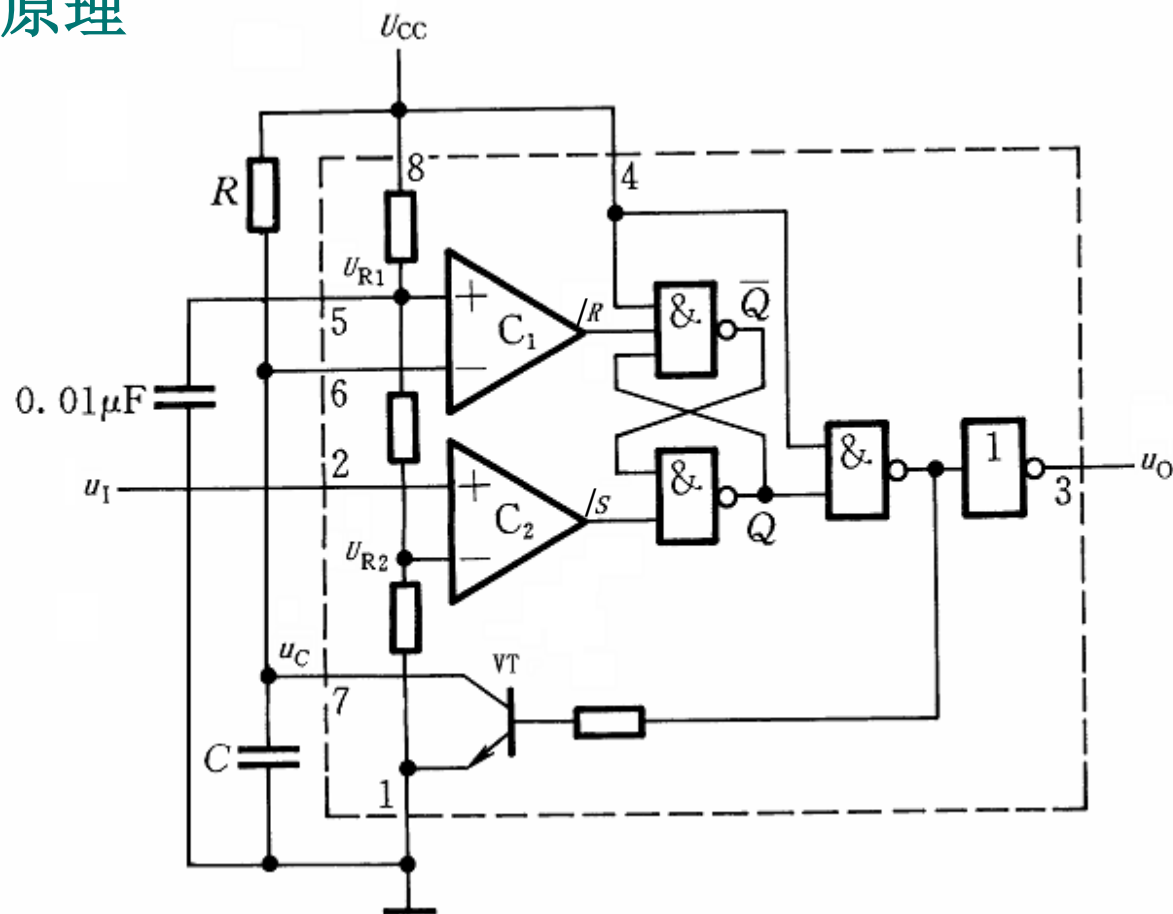 原理
U_CC
8
4
R
U_R1
+
C₁
/R
&
Q̄
5
−
6
0.01μF
2
&
1
u_I
+
/S
&
u_O
3
C₂
Q
U_R2
−
u_C
VT
7
C
1